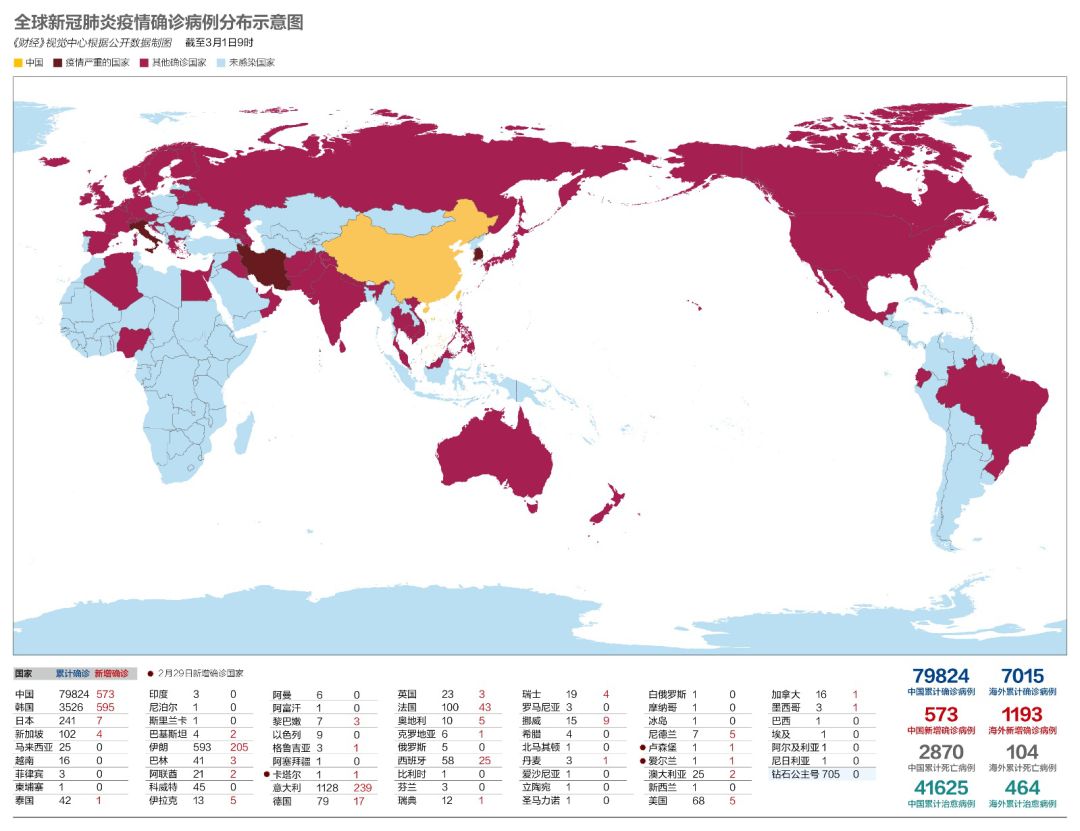 全球新冠肺炎疫情确诊病例分布示意图
《财经》视觉中心根据公开数据制图 截至3月1日9时
中国 疫情严重的国家 其他确诊国家 未感染国家
国家 累计确诊 新增确诊 ● 2月29日新增确诊国家
中国 79824 573
韩国 3526 595
日本 241 7
新加坡 102 4
马来西亚 25 0
越南 16 0
菲律宾 3 0
柬埔寨 1 0
泰国 42 1
印度 3 0
尼泊尔 1 0
斯里兰卡 1 0
巴基斯坦 4 2
伊朗 593 205
巴林 41 3
阿联酋 21 2
科威特 45 0
伊拉克 13 5
阿曼 6 0
阿富汗 1 0
黎巴嫩 7 3
以色列 9 0
格鲁吉亚 3 1
阿塞拜疆 1 0
● 卡塔尔 1 1
意大利 1128 239
德国 79 17
英国 23 3
法国 100 43
奥地利 10 5
克罗地亚 6 1
俄罗斯 5 0
西班牙 58 25
比利时 1 0
芬兰 3 0
瑞典 12 1
瑞士 19 4
罗马尼亚 3 0
挪威 15 9
希腊 4 0
北马其顿 1 0
丹麦 3 1
爱沙尼亚 1 0
立陶宛 1 0
圣马力诺 1 0
白俄罗斯 1 0
摩纳哥 1 0
冰岛 1 0
尼德兰 7 5
● 卢森堡 1 1
● 爱尔兰 1 1
澳大利亚 25 2
新西兰 1 0
美国 68 5
加拿大 16 1
墨西哥 3 1
巴西 1 0
埃及 1 0
阿尔及利亚 1 0
尼日利亚 1 0
钻石公主号 705 0
79824
中国累计确诊病例
7015
海外累计确诊病例
573
中国新增确诊病例
1193
海外新增确诊病例
2870
中国累计死亡病例
104
海外累计死亡病例
41625
中国累计治愈病例
464
海外累计治愈病例